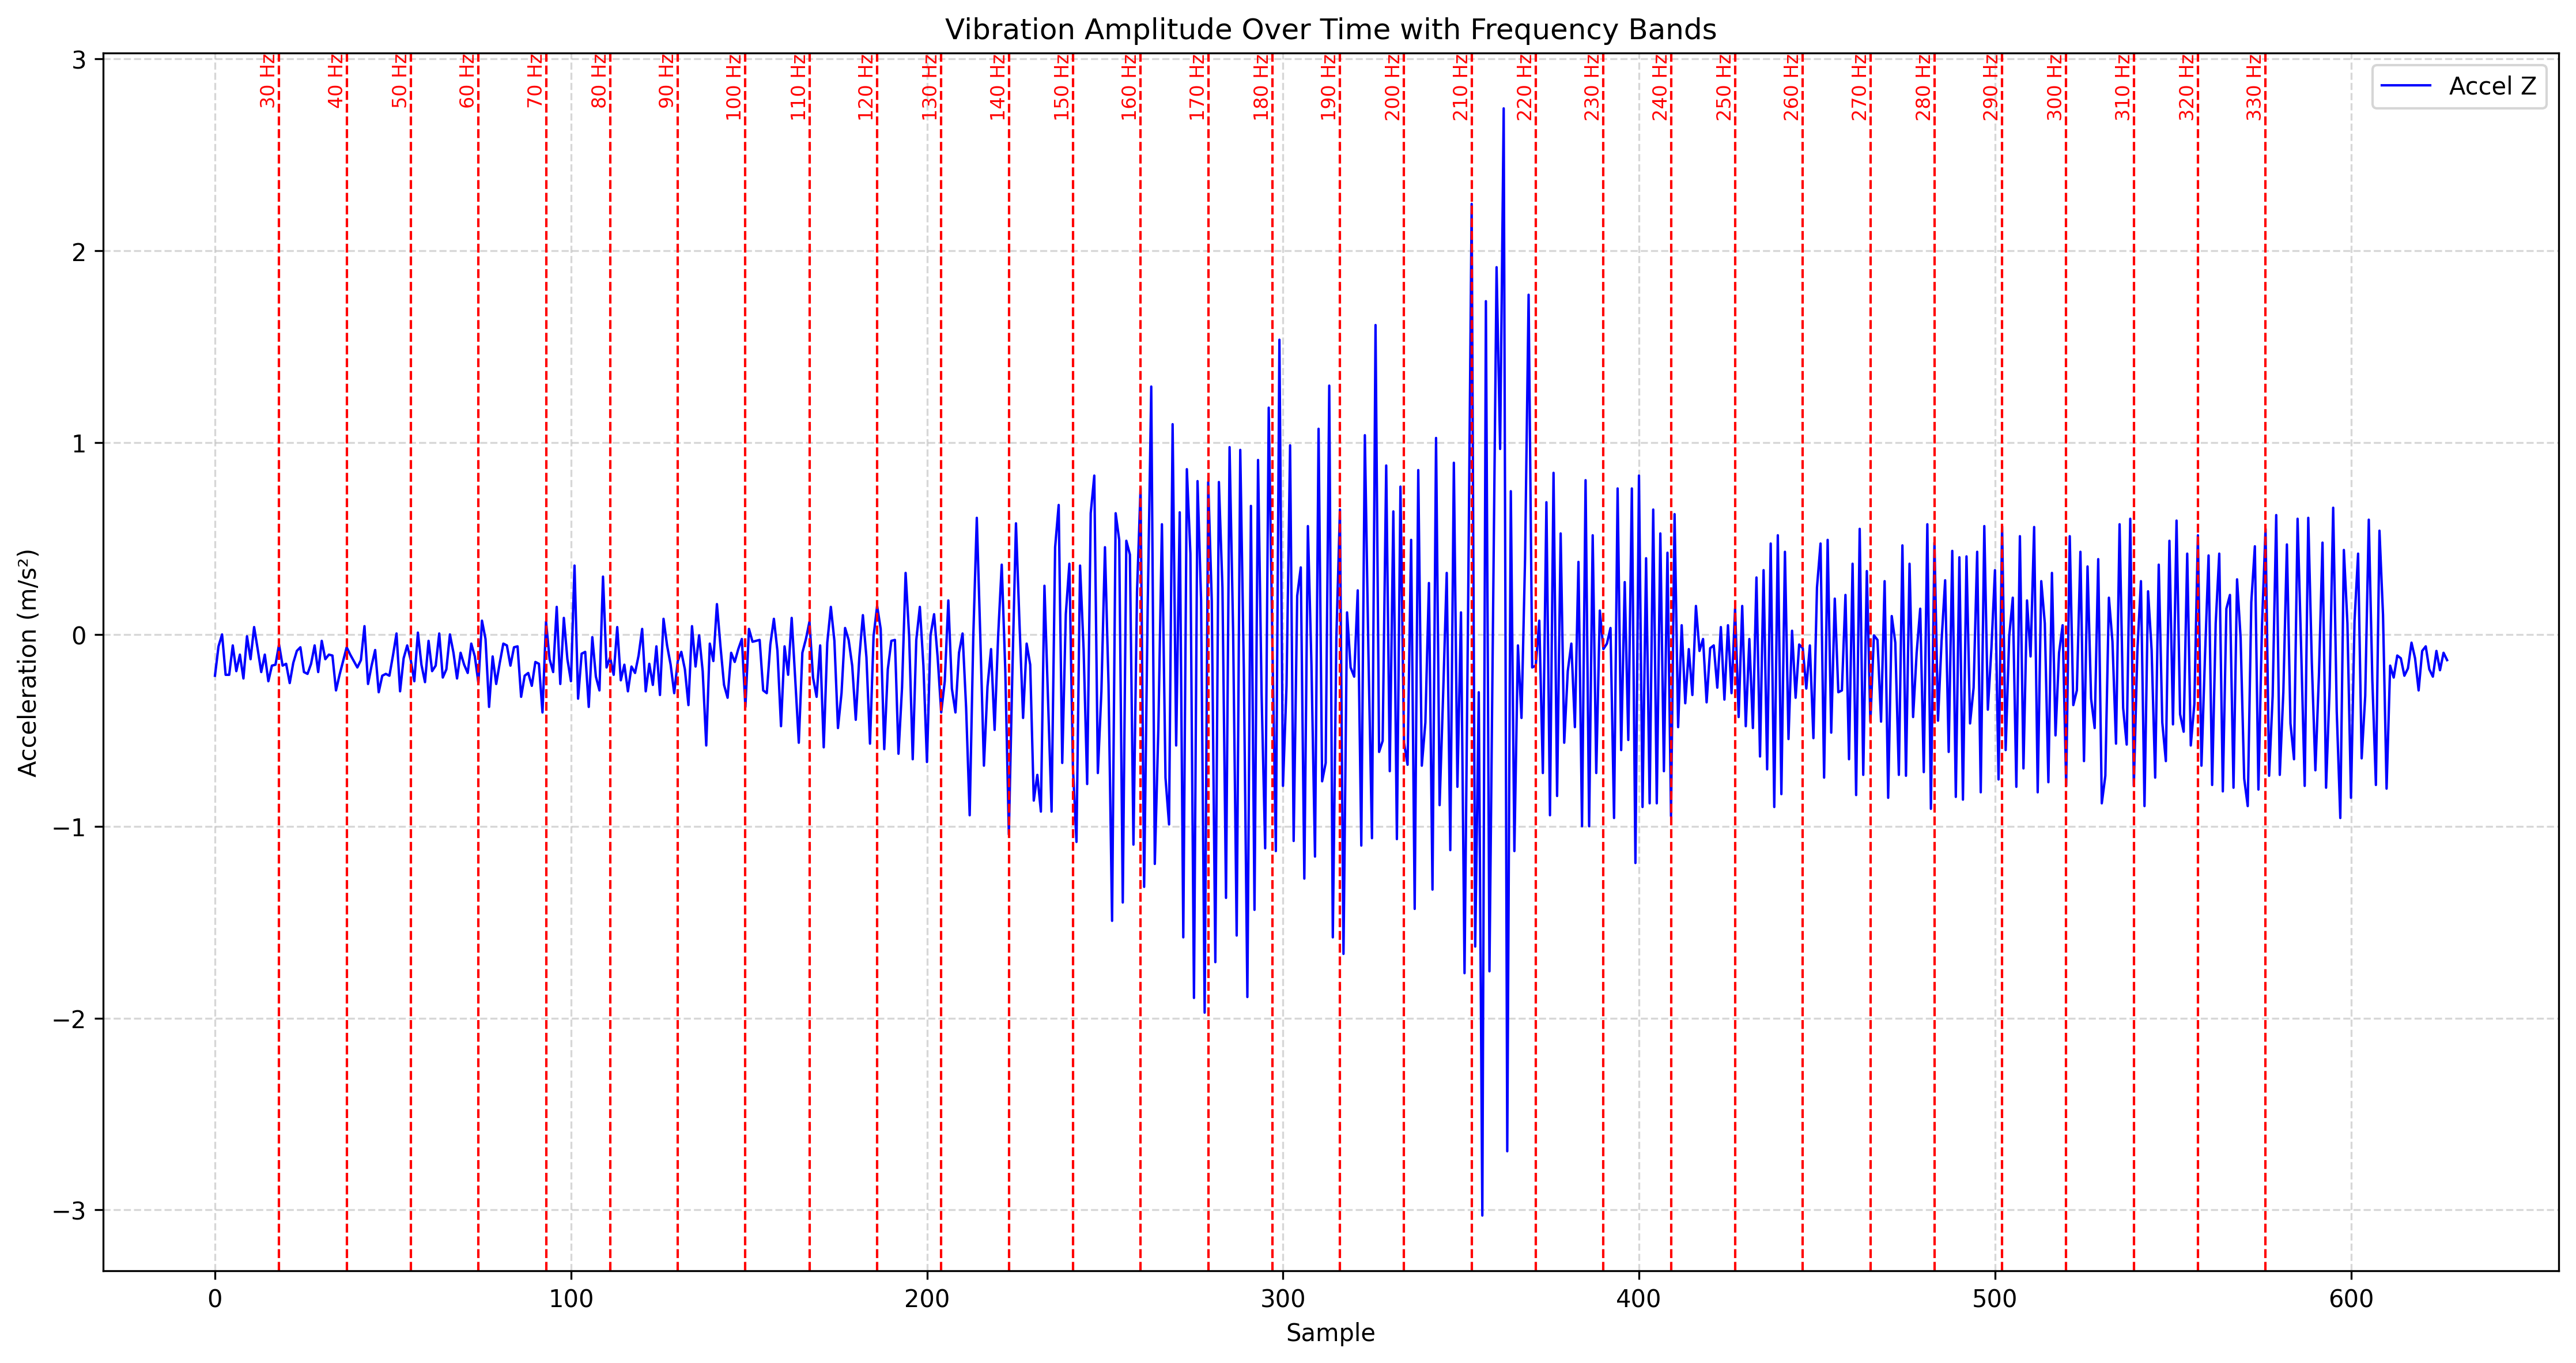 Vibration Amplitude Over Time with Frequency Bands
3
2
1
0
−1
−2
−3
Acceleration (m/s²)
30 Hz
40 Hz
50 Hz
60 Hz
70 Hz
80 Hz
90 Hz
100 Hz
110 Hz
120 Hz
130 Hz
140 Hz
150 Hz
160 Hz
170 Hz
180 Hz
190 Hz
200 Hz
210 Hz
220 Hz
230 Hz
240 Hz
250 Hz
260 Hz
270 Hz
280 Hz
290 Hz
300 Hz
310 Hz
320 Hz
330 Hz
Accel Z
0
100
200
300
400
500
600
Sample